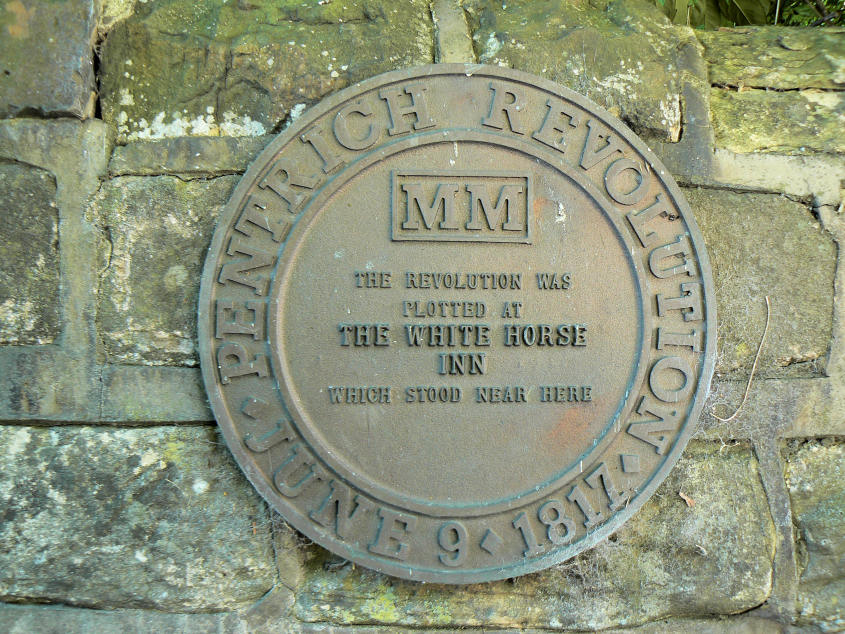 PENTRICH REVOLUTION
JUNE 9 1817
MM
THE REVOLUTION WAS
PLOTTED AT
THE WHITE HORSE
INN
WHICH STOOD NEAR HERE